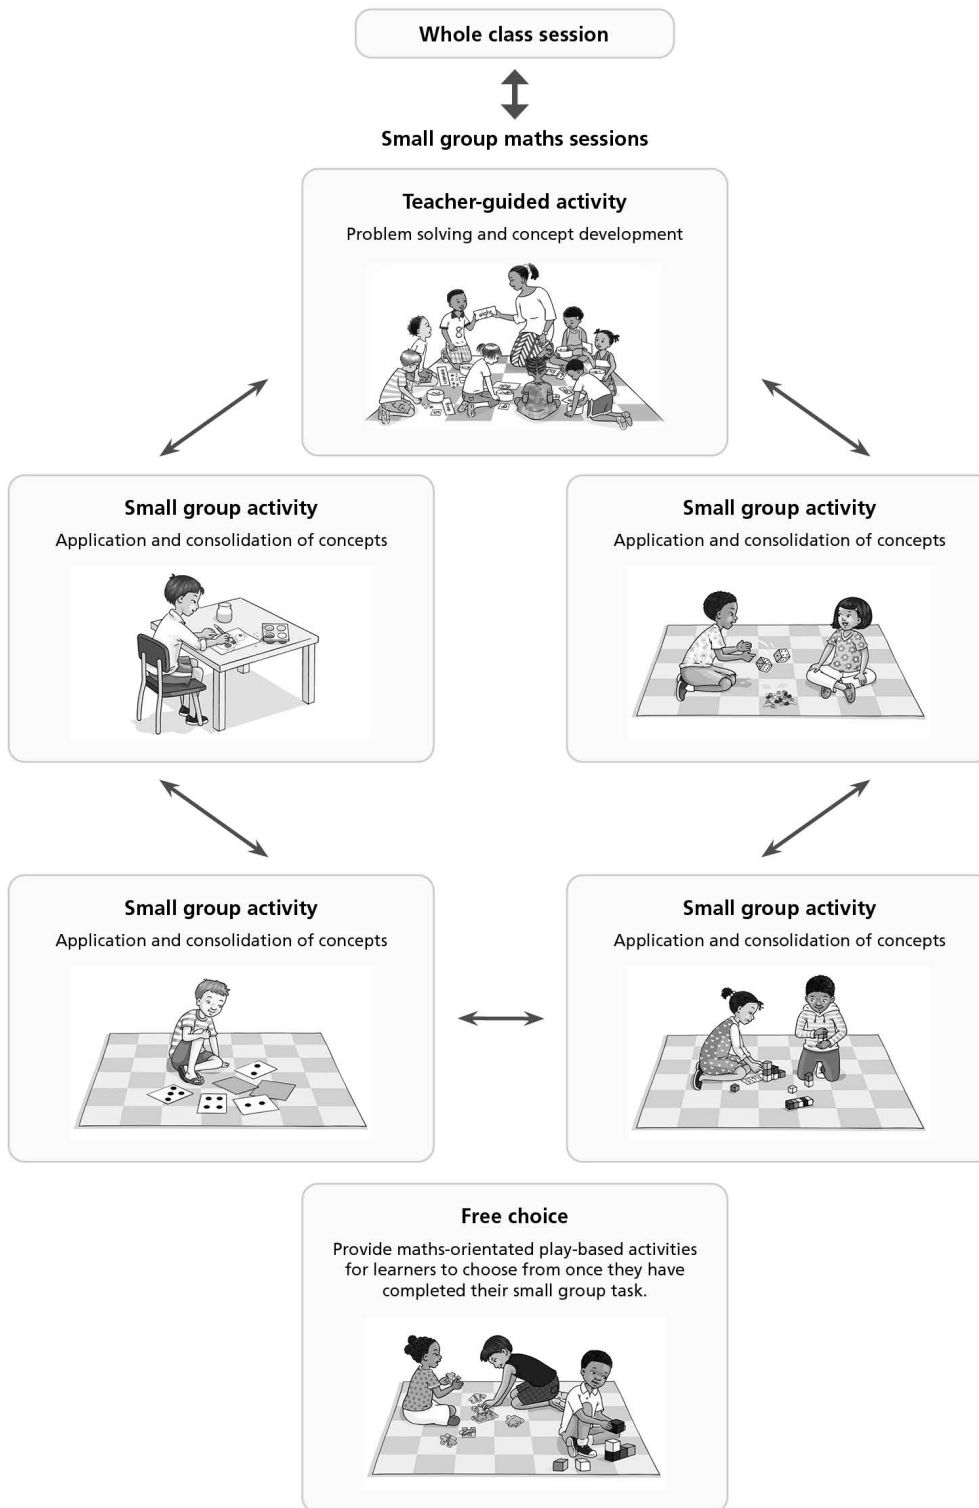 Whole class session
Small group maths sessions
Teacher-guided activity
Problem solving and concept development
Small group activity
Application and consolidation of concepts
Small group activity
Application and consolidation of concepts
Small group activity
Application and consolidation of concepts
Small group activity
Application and consolidation of concepts
Free choice
Provide maths-orientated play-based activities
for learners to choose from once they have
completed their small group task.